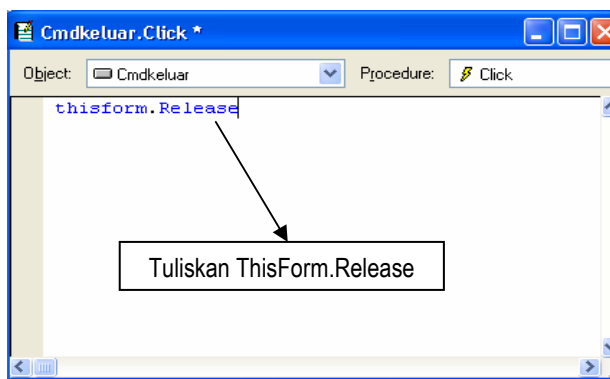 Cmdkeluar.Click *
Object: Cmdkeluar Procedure: Click
thisform.Release
Tuliskan ThisForm.Release